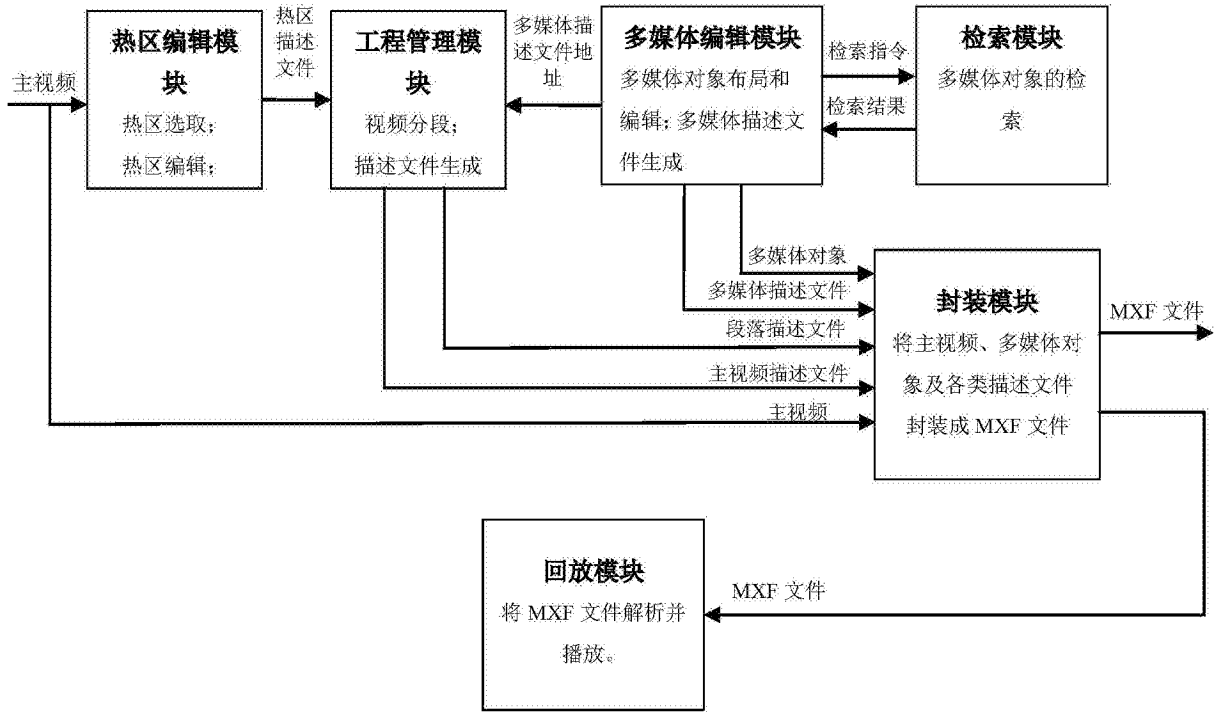 主视频
热区编辑模
块
热区选取；
热区编辑；
热区
描述
文件
工程管理模
块
视频分段；
描述文件生成
多媒体描
述文件地
址
多媒体编辑模块
多媒体对象布局和
编辑；多媒体描述文
件生成
检索指令
检索结果
检索模块
多媒体对象的检
索
多媒体对象
多媒体描述文件
段落描述文件
主视频描述文件
主视频
封装模块
将主视频、多媒体对
象及各类描述文件
封装成 MXF 文件
MXF 文件
回放模块
将 MXF 文件解析并
播放。
MXF 文件